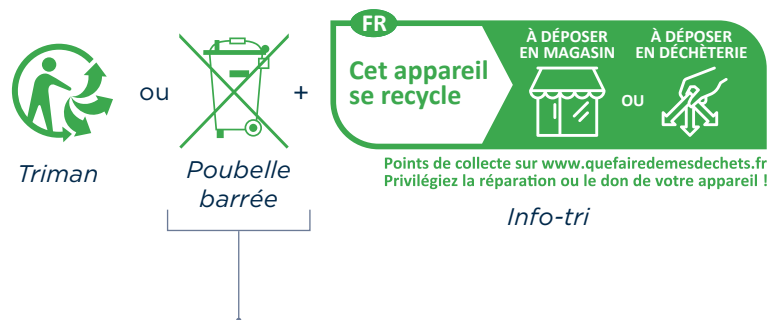 FR
Cet appareil
se recycle
À DÉPOSER
EN MAGASIN
OU
À DÉPOSER
EN DÉCHÈTERIE
ou
+
Points de collecte sur www.quefairedemesdechets.fr
Privilégiez la réparation ou le don de votre appareil !
Triman
Poubelle
barrée
Info-tri